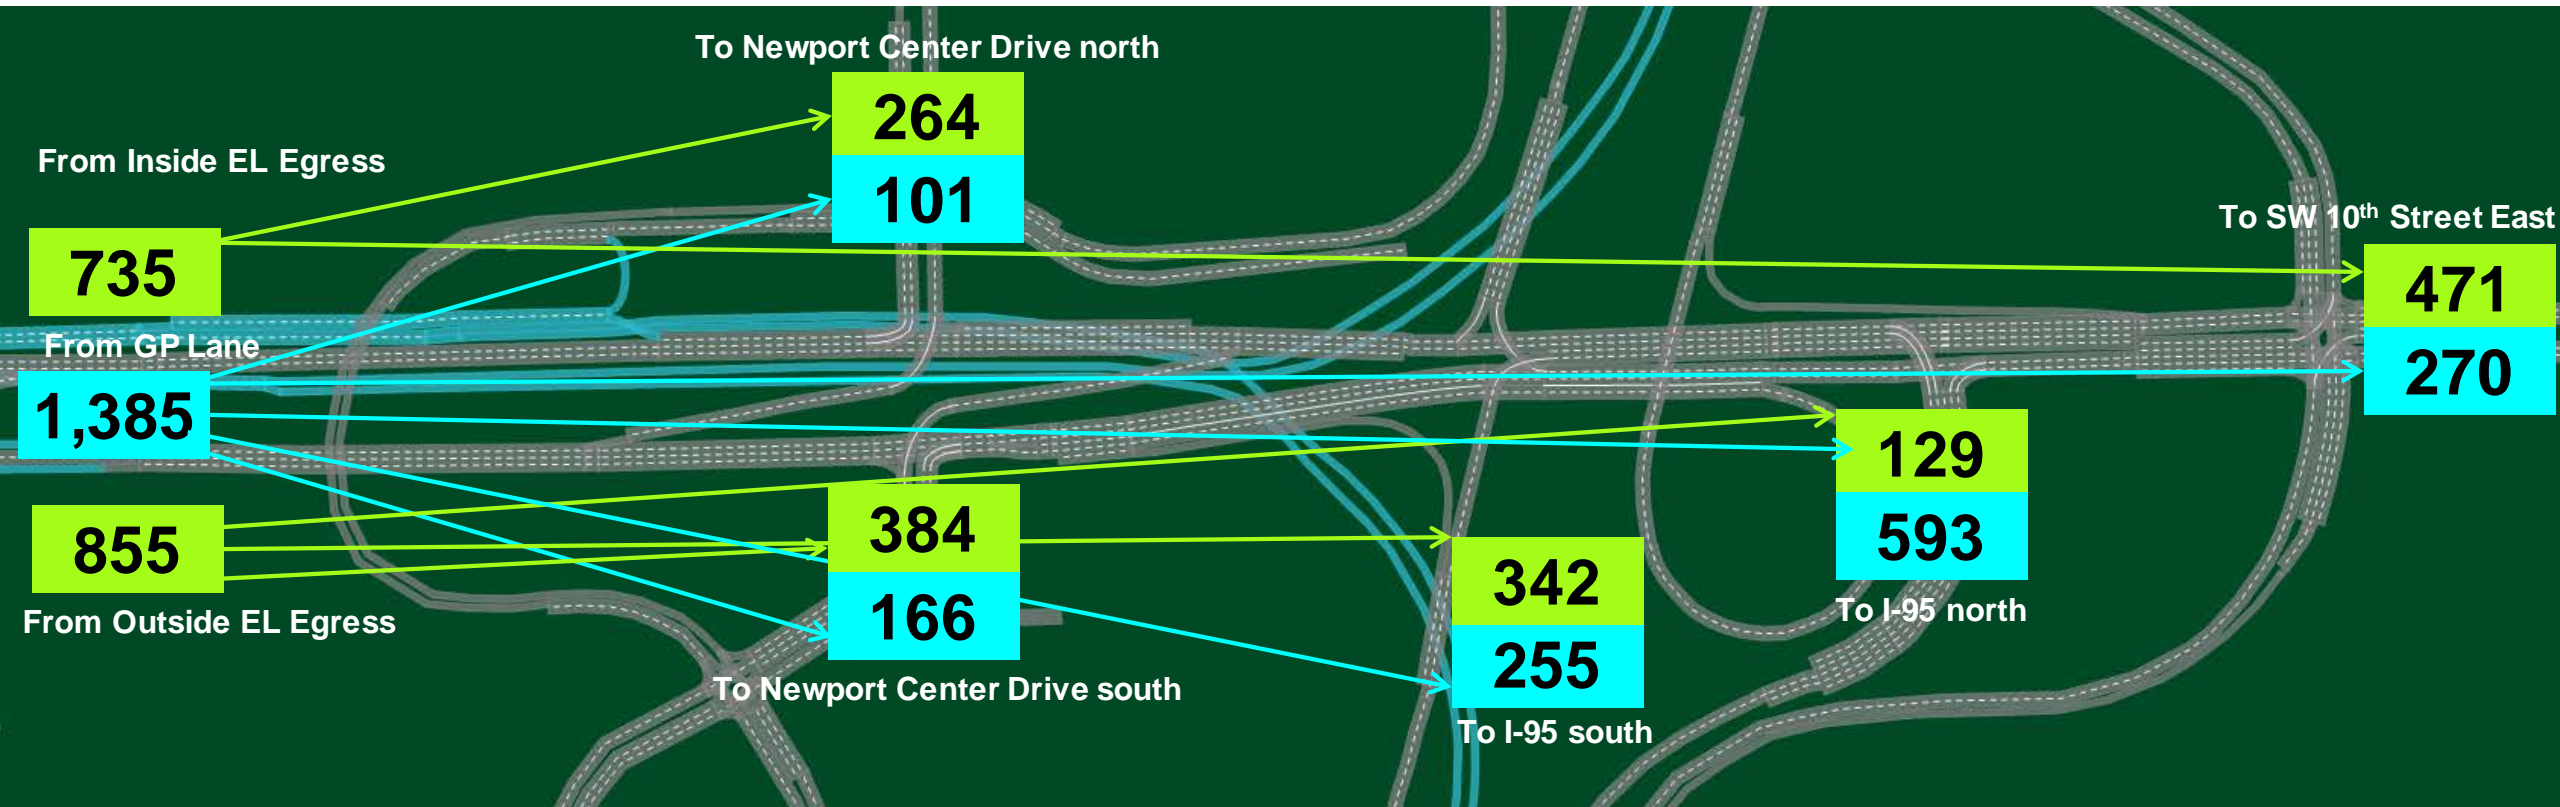 To Newport Center Drive north
264
101
From Inside EL Egress
735
To SW 10th Street East
471
270
From GP Lane
1,385
129
593
To I-95 north
855
From Outside EL Egress
384
166
To Newport Center Drive south
342
255
To I-95 south